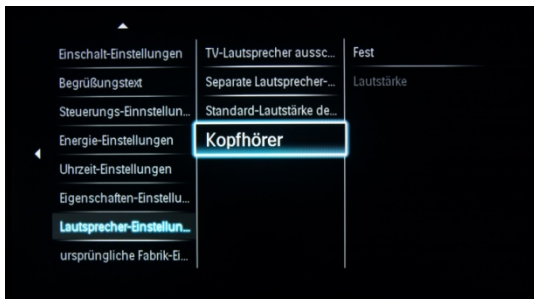 Einschalt-Einstellungen
Begrüßungstext
Steuerungs-Einnstellun...
Energie-Einstellungen
Uhrzeit-Einstellungen
Eigenschaften-Einstellu...
Lautsprecher-Einstellun...
ursprüngliche Fabrik-Ei...
TV-Lautsprecher aussc...
Separate Lautsprecher-...
Standard-Lautstärke de...
Kopfhörer
Fest
Lautstärke